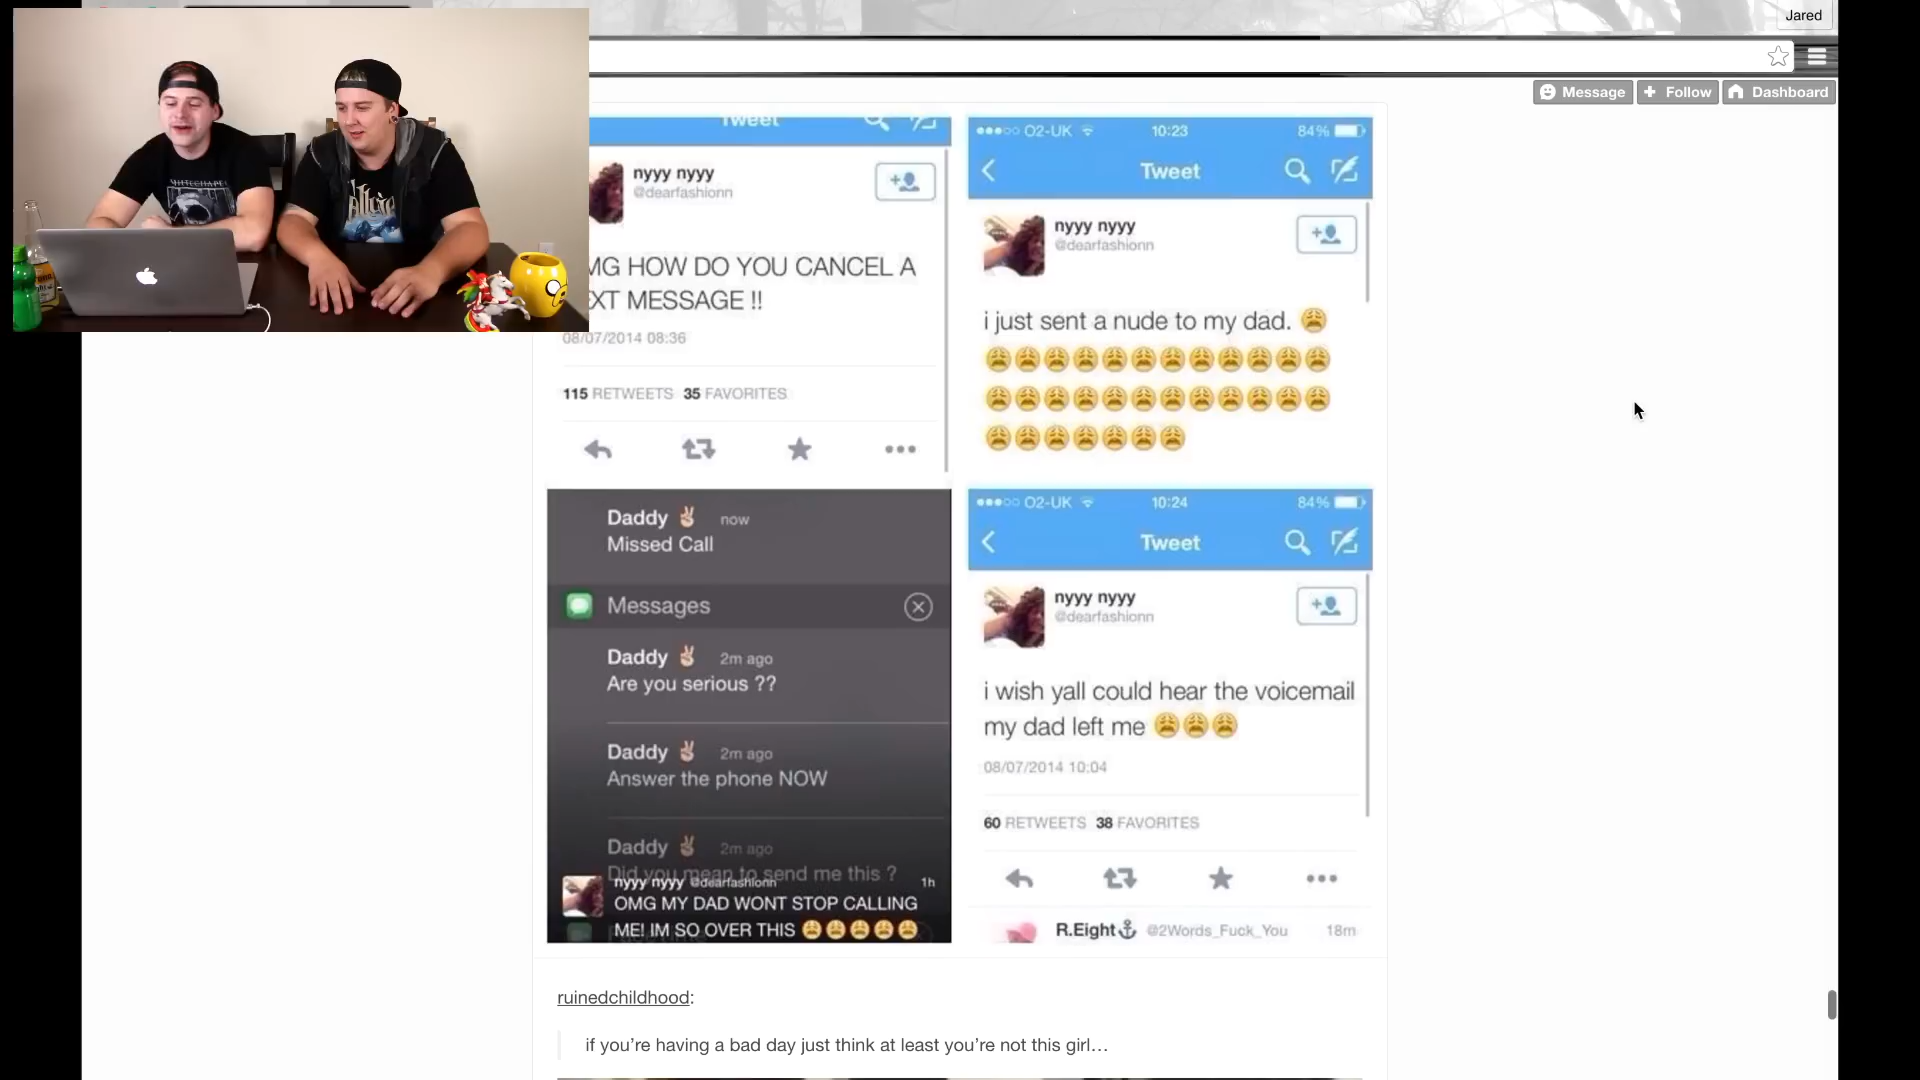 Jared
Message
Follow
Dashboard
Tweet
nyyy nyyy
@dearfashionn
MG HOW DO YOU CANCEL A
EXT MESSAGE !!
08/07/2014 08:36
115 RETWEETS 35 FAVORITES
O2-UK 10:23 84%
Tweet
nyyy nyyy
@dearfashionn
i just sent a nude to my dad. 😩
😩😩😩😩😩😩😩😩😩😩😩😩
😩😩😩😩😩😩😩😩😩😩😩😩
😩😩😩😩😩😩😩
Daddy ✌🏼 now
Missed Call
Messages
Daddy ✌🏼 2m ago
Are you serious ??
Daddy ✌🏼 2m ago
Answer the phone NOW
Daddy ✌🏼 2m ago
Did you mean to send me this ?
nyyy nyyy @dearfashionn 1h
OMG MY DAD WONT STOP CALLING
ME! IM SO OVER THIS 😩😩😩😩😩
O2-UK 10:24 84%
Tweet
nyyy nyyy
@dearfashionn
i wish yall could hear the voicemail
my dad left me 😩😩😩
08/07/2014 10:04
60 RETWEETS 38 FAVORITES
R.Eight⚓ @2Words_Fuck_You 18m
ruinedchildhood:
if you’re having a bad day just think at least you’re not this girl…